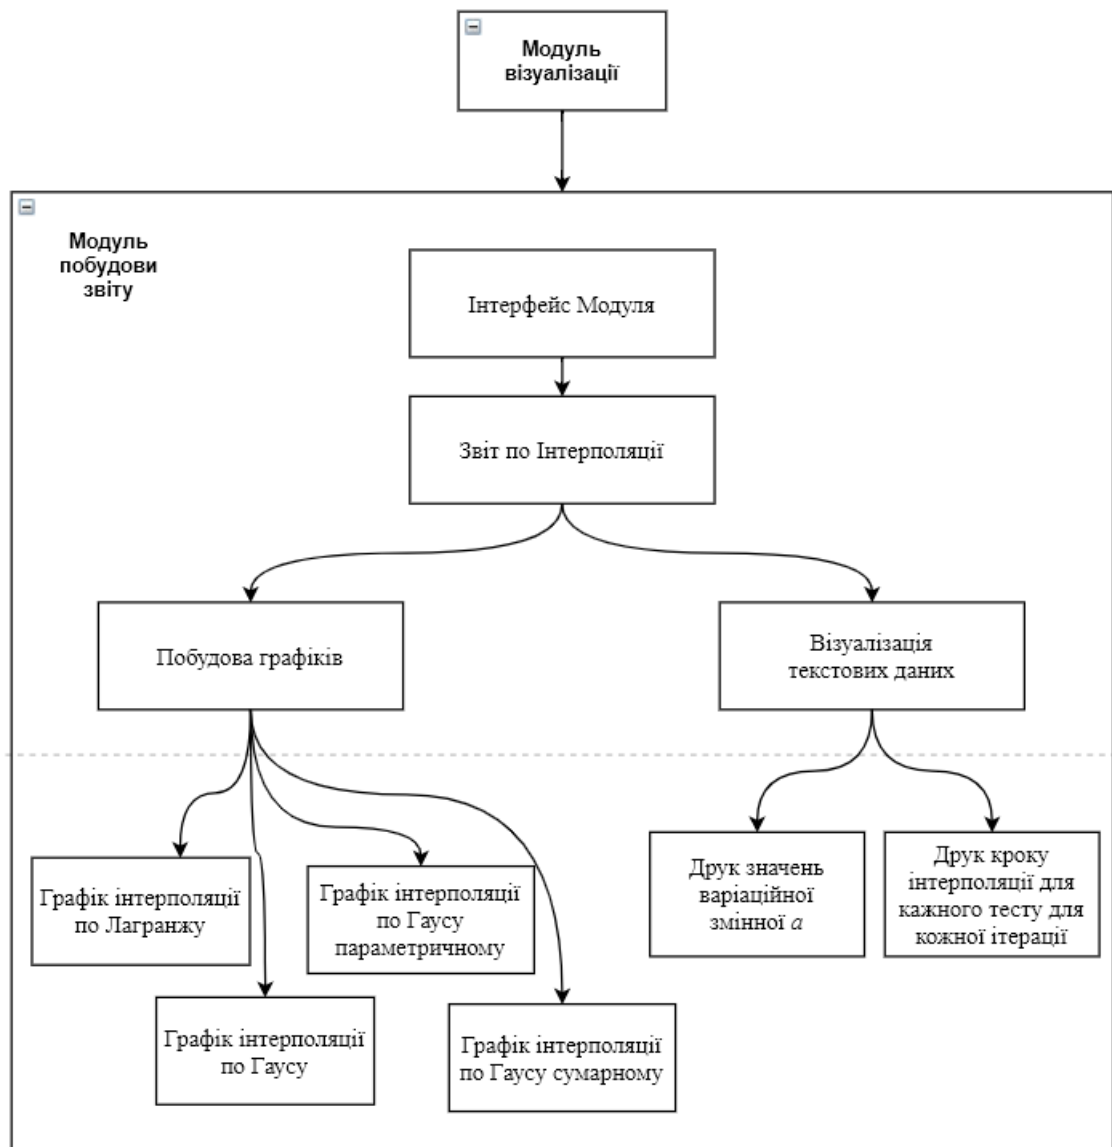 Модуль
візуалізації
Модуль
побудови
звіту
Інтерфейс Модуля
Звіт по Інтерполяції
Побудова графіків
Візуалізація
текстових даних
Графік інтерполяції
по Лагранжу
Графік інтерполяції
по Гаусу
параметричному
Друк значень
варіаційної
змінної а
Друк кроку
інтерполяції для
кажного тесту для
кожної ітерації
Графік інтерполяції
по Гаусу
Графік інтерполяції
по Гаусу сумарному